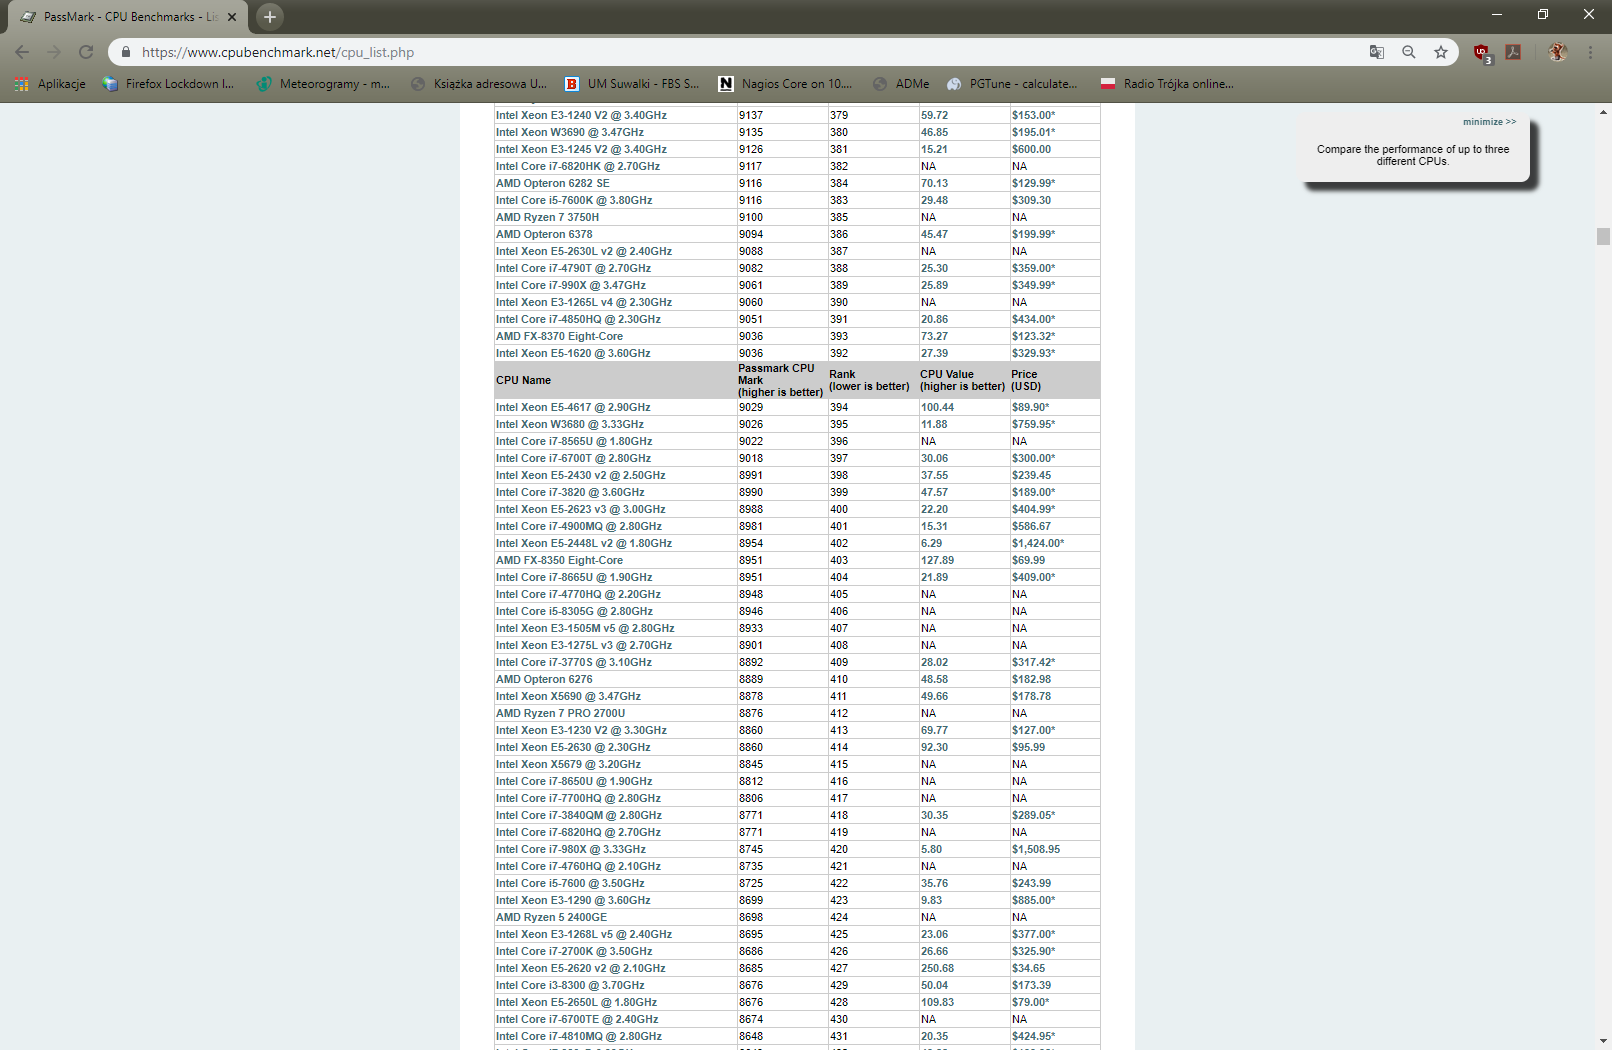 PassMark - CPU Benchmarks - Lis
https://www.cpubenchmark.net/cpu_list.php
3
Aplikacje Firefox Lockdown I... Meteorogramy - m... Książka adresowa U... UM Suwalki - FBS S... Nagios Core on 10.... ADMe PGTune - calculate... Radio Trójka online...
minimize >>
Compare the performance of up to three
different CPUs.
Intel Xeon E3-1240 V2 @ 3.40GHz 9137 379 59.72 $153.00*
Intel Xeon W3690 @ 3.47GHz 9135 380 46.85 $195.01*
Intel Xeon E3-1245 V2 @ 3.40GHz 9126 381 15.21 $600.00
Intel Core i7-6820HK @ 2.70GHz 9117 382 NA NA
AMD Opteron 6282 SE 9116 384 70.13 $129.99*
Intel Core i5-7600K @ 3.80GHz 9116 383 29.48 $309.30
AMD Ryzen 7 3750H 9100 385 NA NA
AMD Opteron 6378 9094 386 45.47 $199.99*
Intel Xeon E5-2630L v2 @ 2.40GHz 9088 387 NA NA
Intel Core i7-4790T @ 2.70GHz 9082 388 25.30 $359.00*
Intel Core i7-990X @ 3.47GHz 9061 389 25.89 $349.99*
Intel Xeon E3-1265L v4 @ 2.30GHz 9060 390 NA NA
Intel Core i7-4850HQ @ 2.30GHz 9051 391 20.86 $434.00*
AMD FX-8370 Eight-Core 9036 393 73.27 $123.32*
Intel Xeon E5-1620 @ 3.60GHz 9036 392 27.39 $329.93*
CPU Name Passmark CPU Mark (higher is better) Rank (lower is better) CPU Value (higher is better) Price (USD)
Intel Xeon E5-4617 @ 2.90GHz 9029 394 100.44 $89.90*
Intel Xeon W3680 @ 3.33GHz 9026 395 11.88 $759.95*
Intel Core i7-8565U @ 1.80GHz 9022 396 NA NA
Intel Core i7-6700T @ 2.80GHz 9018 397 30.06 $300.00*
Intel Xeon E5-2430 v2 @ 2.50GHz 8991 398 37.55 $239.45
Intel Core i7-3820 @ 3.60GHz 8990 399 47.57 $189.00*
Intel Xeon E5-2623 v3 @ 3.00GHz 8988 400 22.20 $404.99*
Intel Core i7-4900MQ @ 2.80GHz 8981 401 15.31 $586.67
Intel Xeon E5-2448L v2 @ 1.80GHz 8954 402 6.29 $1,424.00*
AMD FX-8350 Eight-Core 8951 403 127.89 $69.99
Intel Core i7-8665U @ 1.90GHz 8951 404 21.89 $409.00*
Intel Core i7-4770HQ @ 2.20GHz 8948 405 NA NA
Intel Core i5-8305G @ 2.80GHz 8946 406 NA NA
Intel Xeon E3-1505M v5 @ 2.80GHz 8933 407 NA NA
Intel Xeon E3-1275L v3 @ 2.70GHz 8901 408 NA NA
Intel Core i7-3770S @ 3.10GHz 8892 409 28.02 $317.42*
AMD Opteron 6276 8889 410 48.58 $182.98
Intel Xeon X5690 @ 3.47GHz 8878 411 49.66 $178.78
AMD Ryzen 7 PRO 2700U 8876 412 NA NA
Intel Xeon E3-1230 V2 @ 3.30GHz 8860 413 69.77 $127.00*
Intel Xeon E5-2630 @ 2.30GHz 8860 414 92.30 $95.99
Intel Xeon X5679 @ 3.20GHz 8845 415 NA NA
Intel Core i7-8650U @ 1.90GHz 8812 416 NA NA
Intel Core i7-7700HQ @ 2.80GHz 8806 417 NA NA
Intel Core i7-3840QM @ 2.80GHz 8771 418 30.35 $289.05*
Intel Core i7-6820HQ @ 2.70GHz 8771 419 NA NA
Intel Core i7-980X @ 3.33GHz 8745 420 5.80 $1,508.95
Intel Core i7-4760HQ @ 2.10GHz 8735 421 NA NA
Intel Core i5-7600 @ 3.50GHz 8725 422 35.76 $243.99
Intel Xeon E3-1290 @ 3.60GHz 8699 423 9.83 $885.00*
AMD Ryzen 5 2400GE 8698 424 NA NA
Intel Xeon E3-1268L v5 @ 2.40GHz 8695 425 23.06 $377.00*
Intel Core i7-2700K @ 3.50GHz 8686 426 26.66 $325.90*
Intel Xeon E5-2620 v2 @ 2.10GHz 8685 427 250.68 $34.65
Intel Core i3-8300 @ 3.70GHz 8676 429 50.04 $173.39
Intel Xeon E5-2650L @ 1.80GHz 8676 428 109.83 $79.00*
Intel Core i7-6700TE @ 2.40GHz 8674 430 NA NA
Intel Core i7-4810MQ @ 2.80GHz 8648 431 20.35 $424.95*